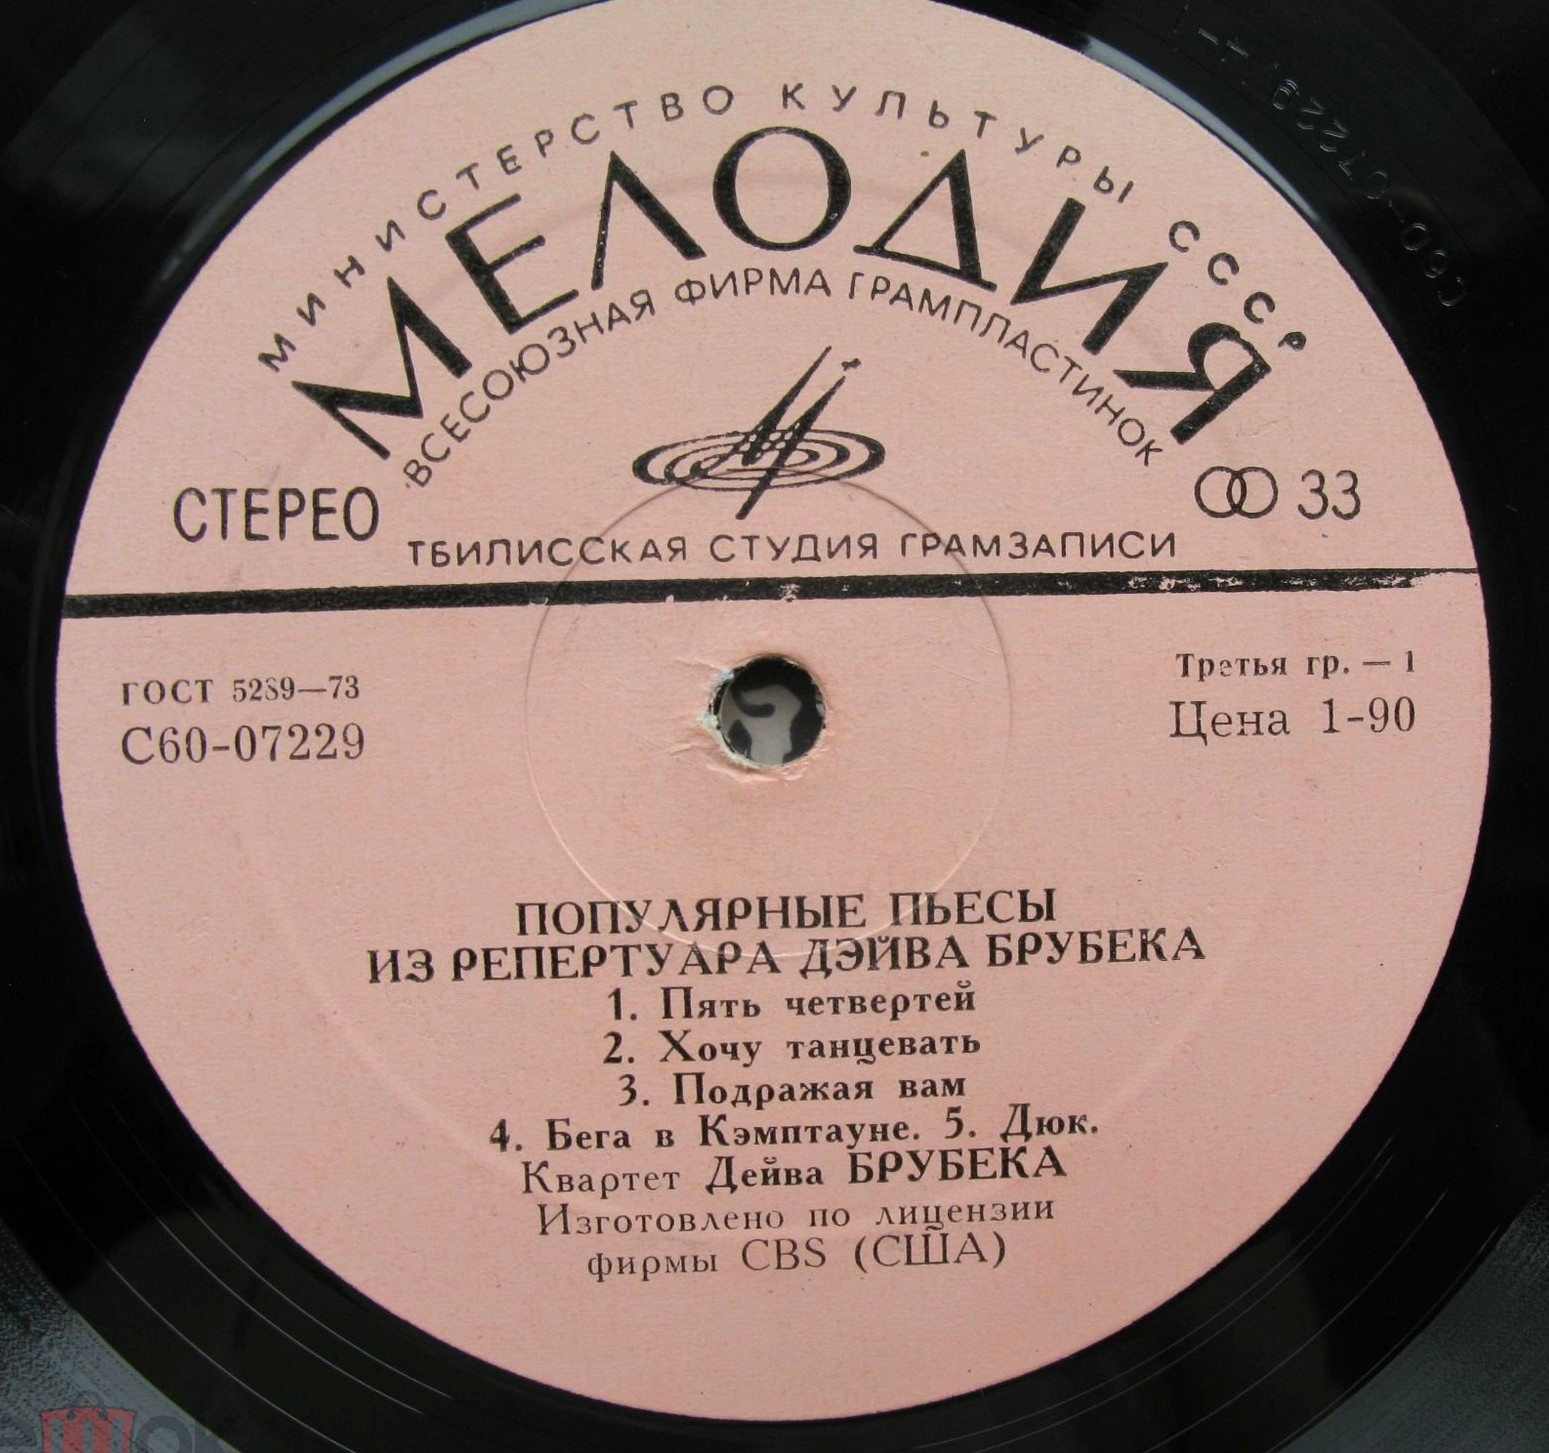 МИНИСТЕРСТВО КУЛЬТУРЫ СССР
МЕЛОДИЯ
ВСЕСОЮЗНАЯ ФИРМА ГРАМПЛАСТИНОК
СТЕРЕО
33
ТБИЛИССКАЯ СТУДИЯ ГРАМЗАПИСИ
ГОСТ 5289—73
Третья гр. — 1
С60-07229
Цена 1-90
ПОПУЛЯРНЫЕ ПЬЕСЫ
ИЗ РЕПЕРТУАРА ДЭЙВА БРУБЕКА
1. Пять четвертей
2. Хочу танцевать
3. Подражая вам
4. Бега в Кэмптауне. 5. Дюк.
Квартет Дейва БРУБЕКА
Изготовлено по лицензии
фирмы CBS (США)